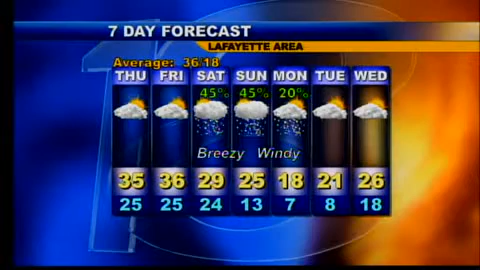 7 DAY FORECAST
LAFAYETTE AREA
Average: 36/18
THU FRI SAT SUN MON TUE WED
45% 45% 20%
Breezy Windy
35 36 29 25 18 21 26
25 25 24 13 7 8 18